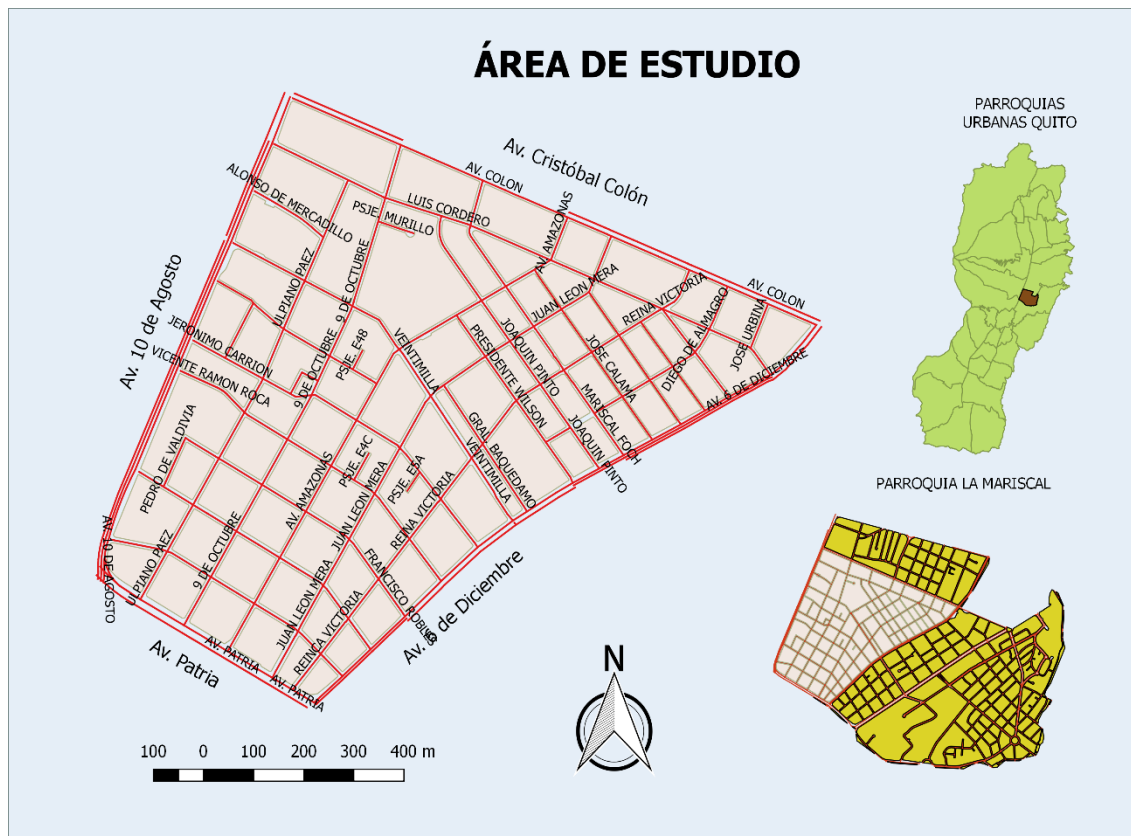 ÁREA DE ESTUDIO
PARROQUIAS
URBANAS QUITO
Av. Cristóbal Colón
AV. COLON
ALONSO DE MERCADILLO
PSJE. MURILLO
LUIS CORDERO
AV. AMAZONAS
AV. COLON
ULPIANO PAEZ
9 DE OCTUBRE
JUAN LEON MERA
REINA VICTORIA
DIEGO DE ALMAGRO
JOSE URBINA
Av. 10 de Agosto
JERONIMO CARRION
VICENTE RAMON ROCA
9 DE OCTUBRE
PSJE. E48
VEINTIMILLA
PRESIDENTE WILSON
JOAQUIN PINTO
JOSE CALAMA
MARISCAL FOCH
AV. 6 DE DICIEMBRE
PEDRO DE VALDIVIA
AV. AMAZONAS
PSJE. E4C
JUAN LEON MERA
PSJE. E5A
REINA VICTORIA
GRAL. BAQUEDAMO
VEINTIMILLA
JOAQUIN PINTO
PARROQUIA LA MARISCAL
AV. 10 DE AGOSTO
ULPIANO PAEZ
9 DE OCTUBRE
JUAN LEON MERA
REINCA VICTORIA
FRANCISCO ROBLES
Av. 6 de Diciembre
Av. Patria
AV. PATRIA
AV. PATRIA
N
100 0 100 200 300 400 m